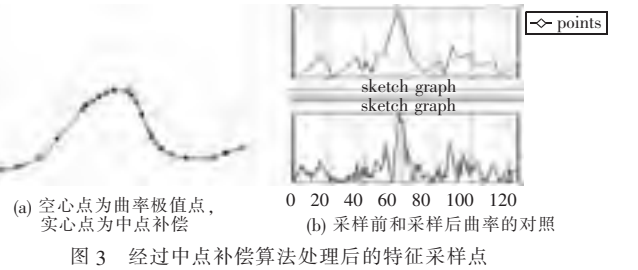 points
sketch graph
sketch graph
0 20 40 60 80 100 120
(a) 空心点为曲率极值点,
实心点为中点补偿
(b) 采样前和采样后曲率的对照
图 3 经过中点补偿算法处理后的特征采样点